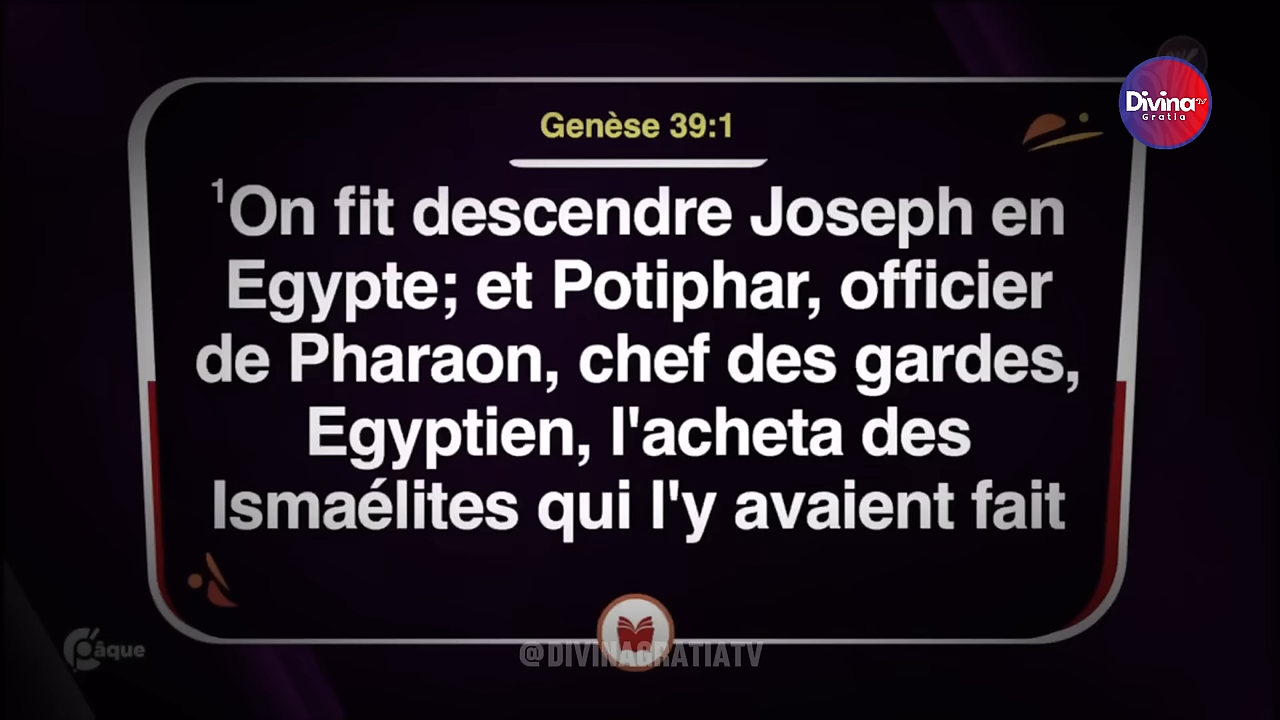 Divina TV
Gratia
Genèse 39:1
¹On fit descendre Joseph en
Egypte; et Potiphar, officier
de Pharaon, chef des gardes,
Egyptien, l'acheta des
Ismaélites qui l'y avaient fait
@DIVINAGRATIATV
Pâque